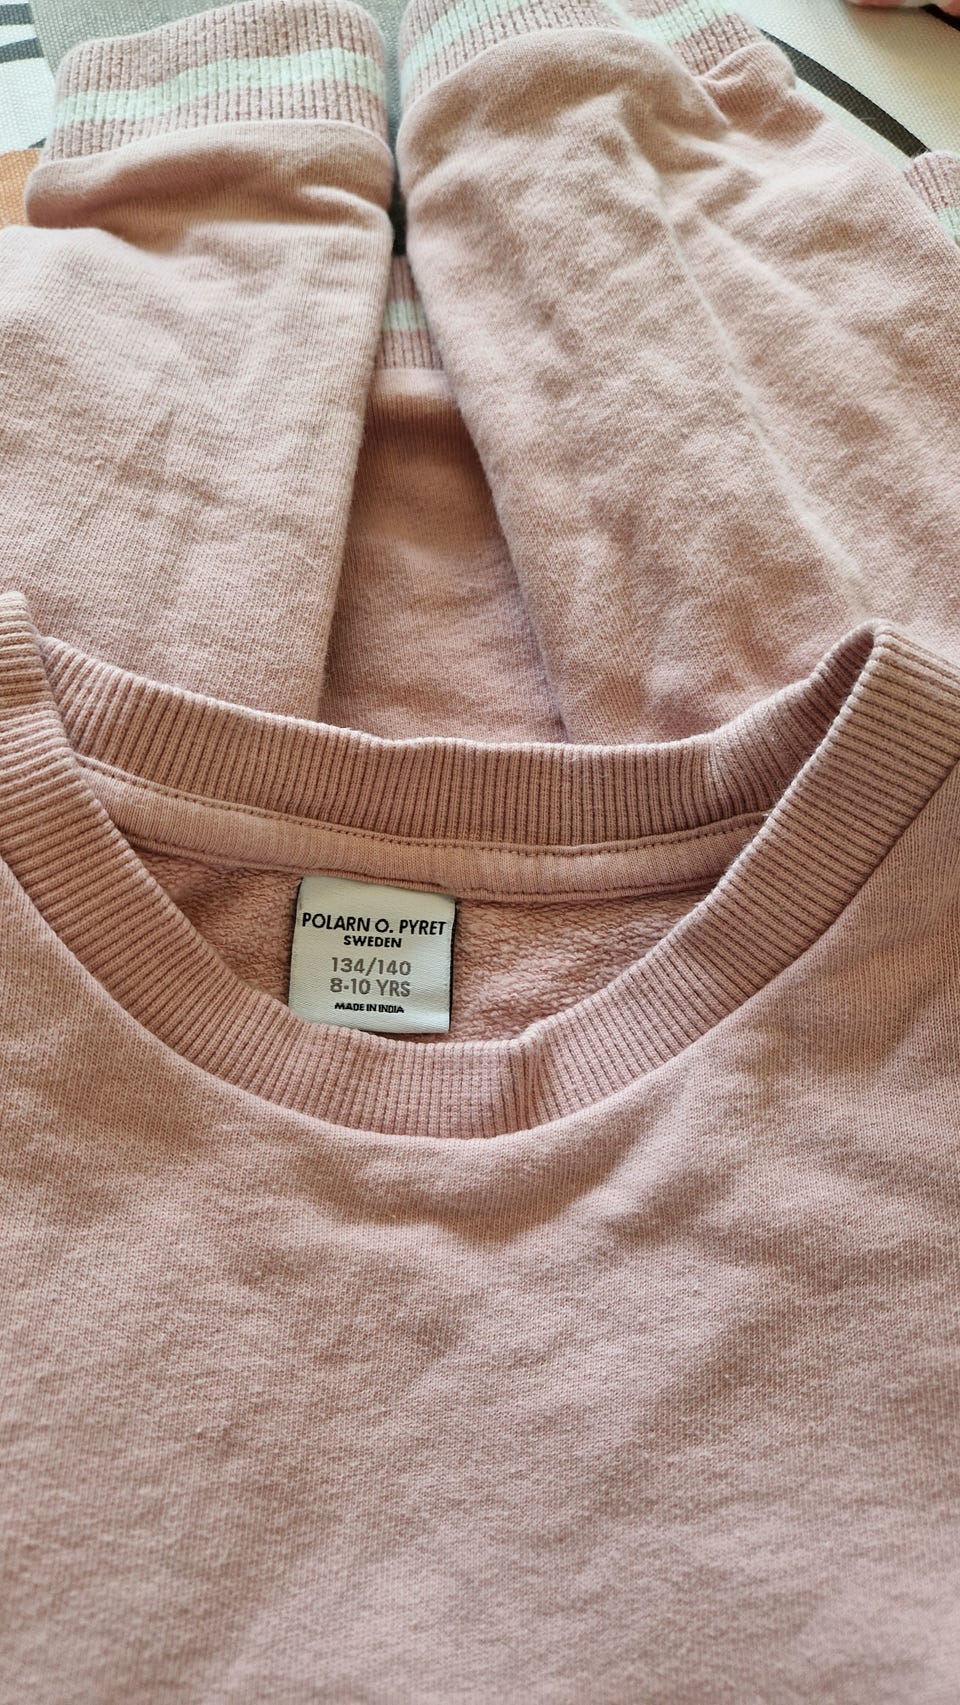 POLARN O. PYRET
SWEDEN
134/140
8-10 YRS
MADE IN INDIA